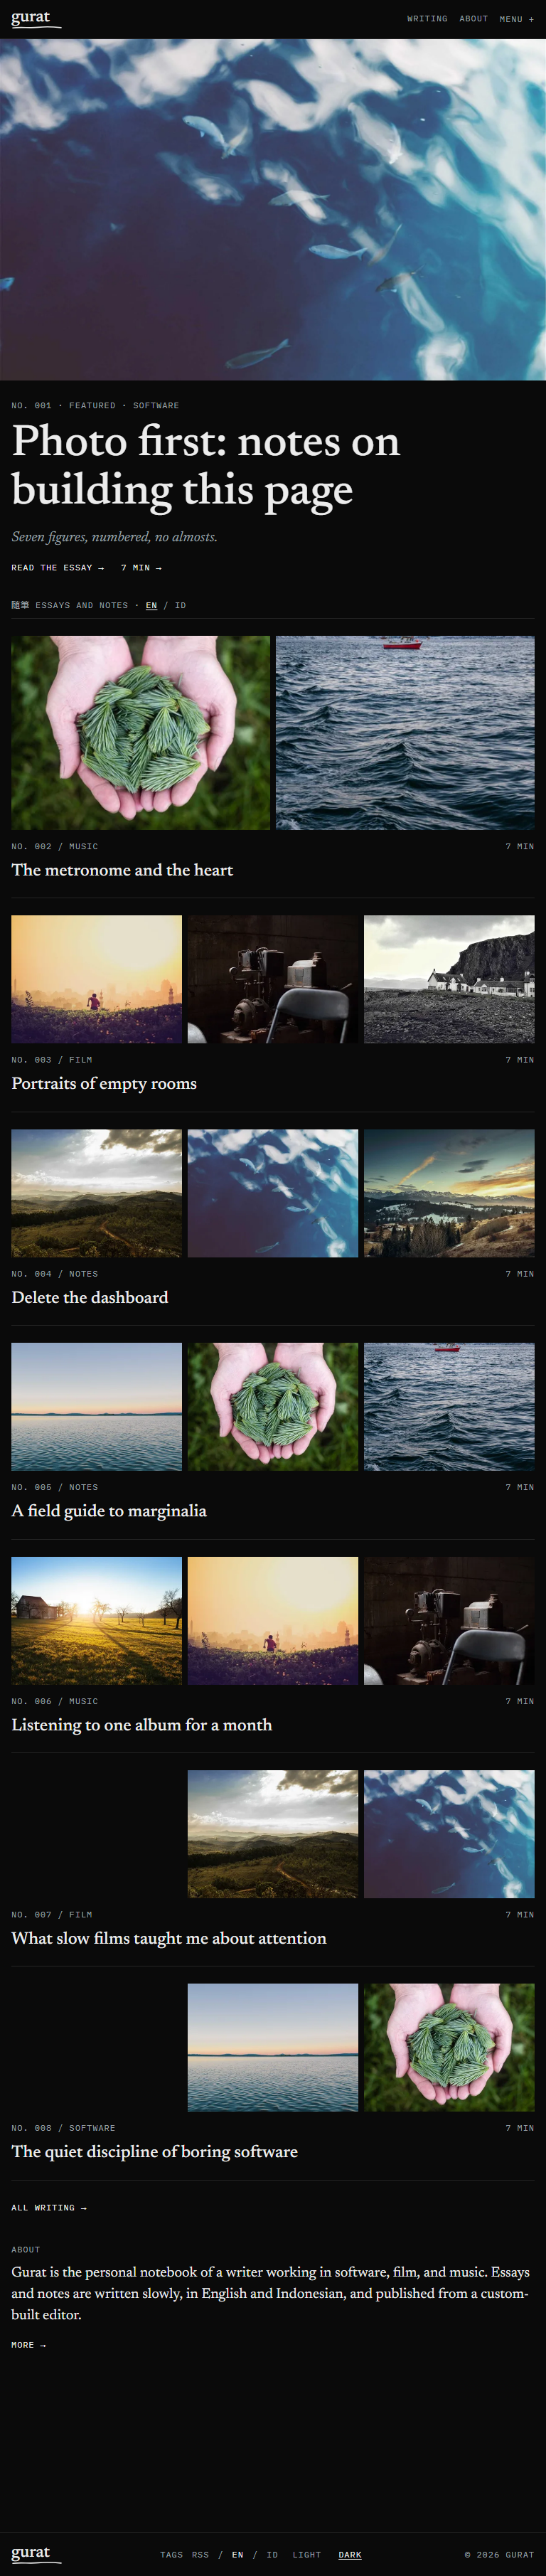 gurat
WRITING ABOUT MENU +
NO. 001 · FEATURED · SOFTWARE
Photo first: notes on
building this page
Seven figures, numbered, no almosts.
READ THE ESSAY → 7 MIN →
随筆 ESSAYS AND NOTES · EN / ID
NO. 002 / MUSIC 7 MIN
The metronome and the heart
NO. 003 / FILM 7 MIN
Portraits of empty rooms
NO. 004 / NOTES 7 MIN
Delete the dashboard
NO. 005 / NOTES 7 MIN
A field guide to marginalia
NO. 006 / MUSIC 7 MIN
Listening to one album for a month
NO. 007 / FILM 7 MIN
What slow films taught me about attention
NO. 008 / SOFTWARE 7 MIN
The quiet discipline of boring software
ALL WRITING →
ABOUT
Gurat is the personal notebook of a writer working in software, film, and music. Essays
and notes are written slowly, in English and Indonesian, and published from a custom-
built editor.
MORE →
gurat
TAGS RSS / EN / ID LIGHT DARK
© 2026 GURAT